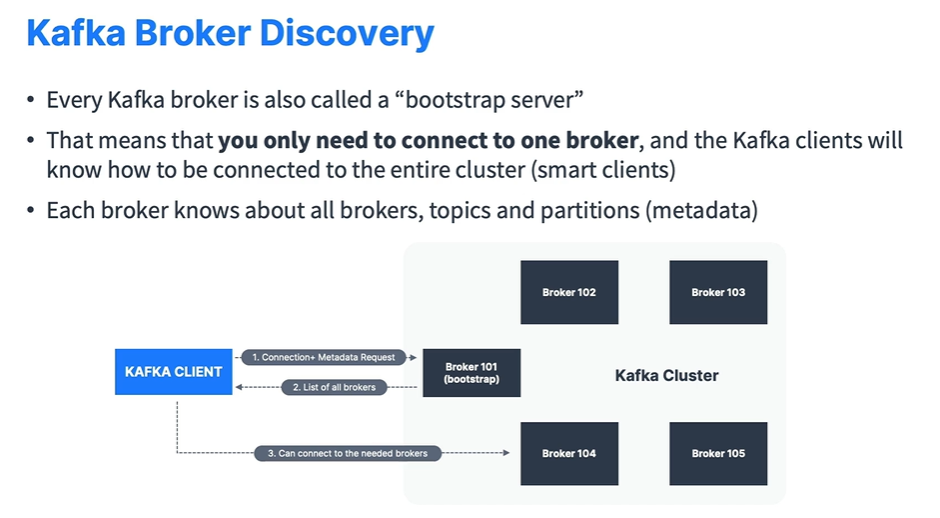 Kafka Broker Discovery
• Every Kafka broker is also called a “bootstrap server”
• That means that you only need to connect to one broker, and the Kafka clients will
know how to be connected to the entire cluster (smart clients)
• Each broker knows about all brokers, topics and partitions (metadata)
Broker 102
Broker 103
KAFKA CLIENT
1. Connection+ Metadata Request
2. List of all brokers
Broker 101
(bootstrap)
Kafka Cluster
3. Can connect to the needed brokers
Broker 104
Broker 105